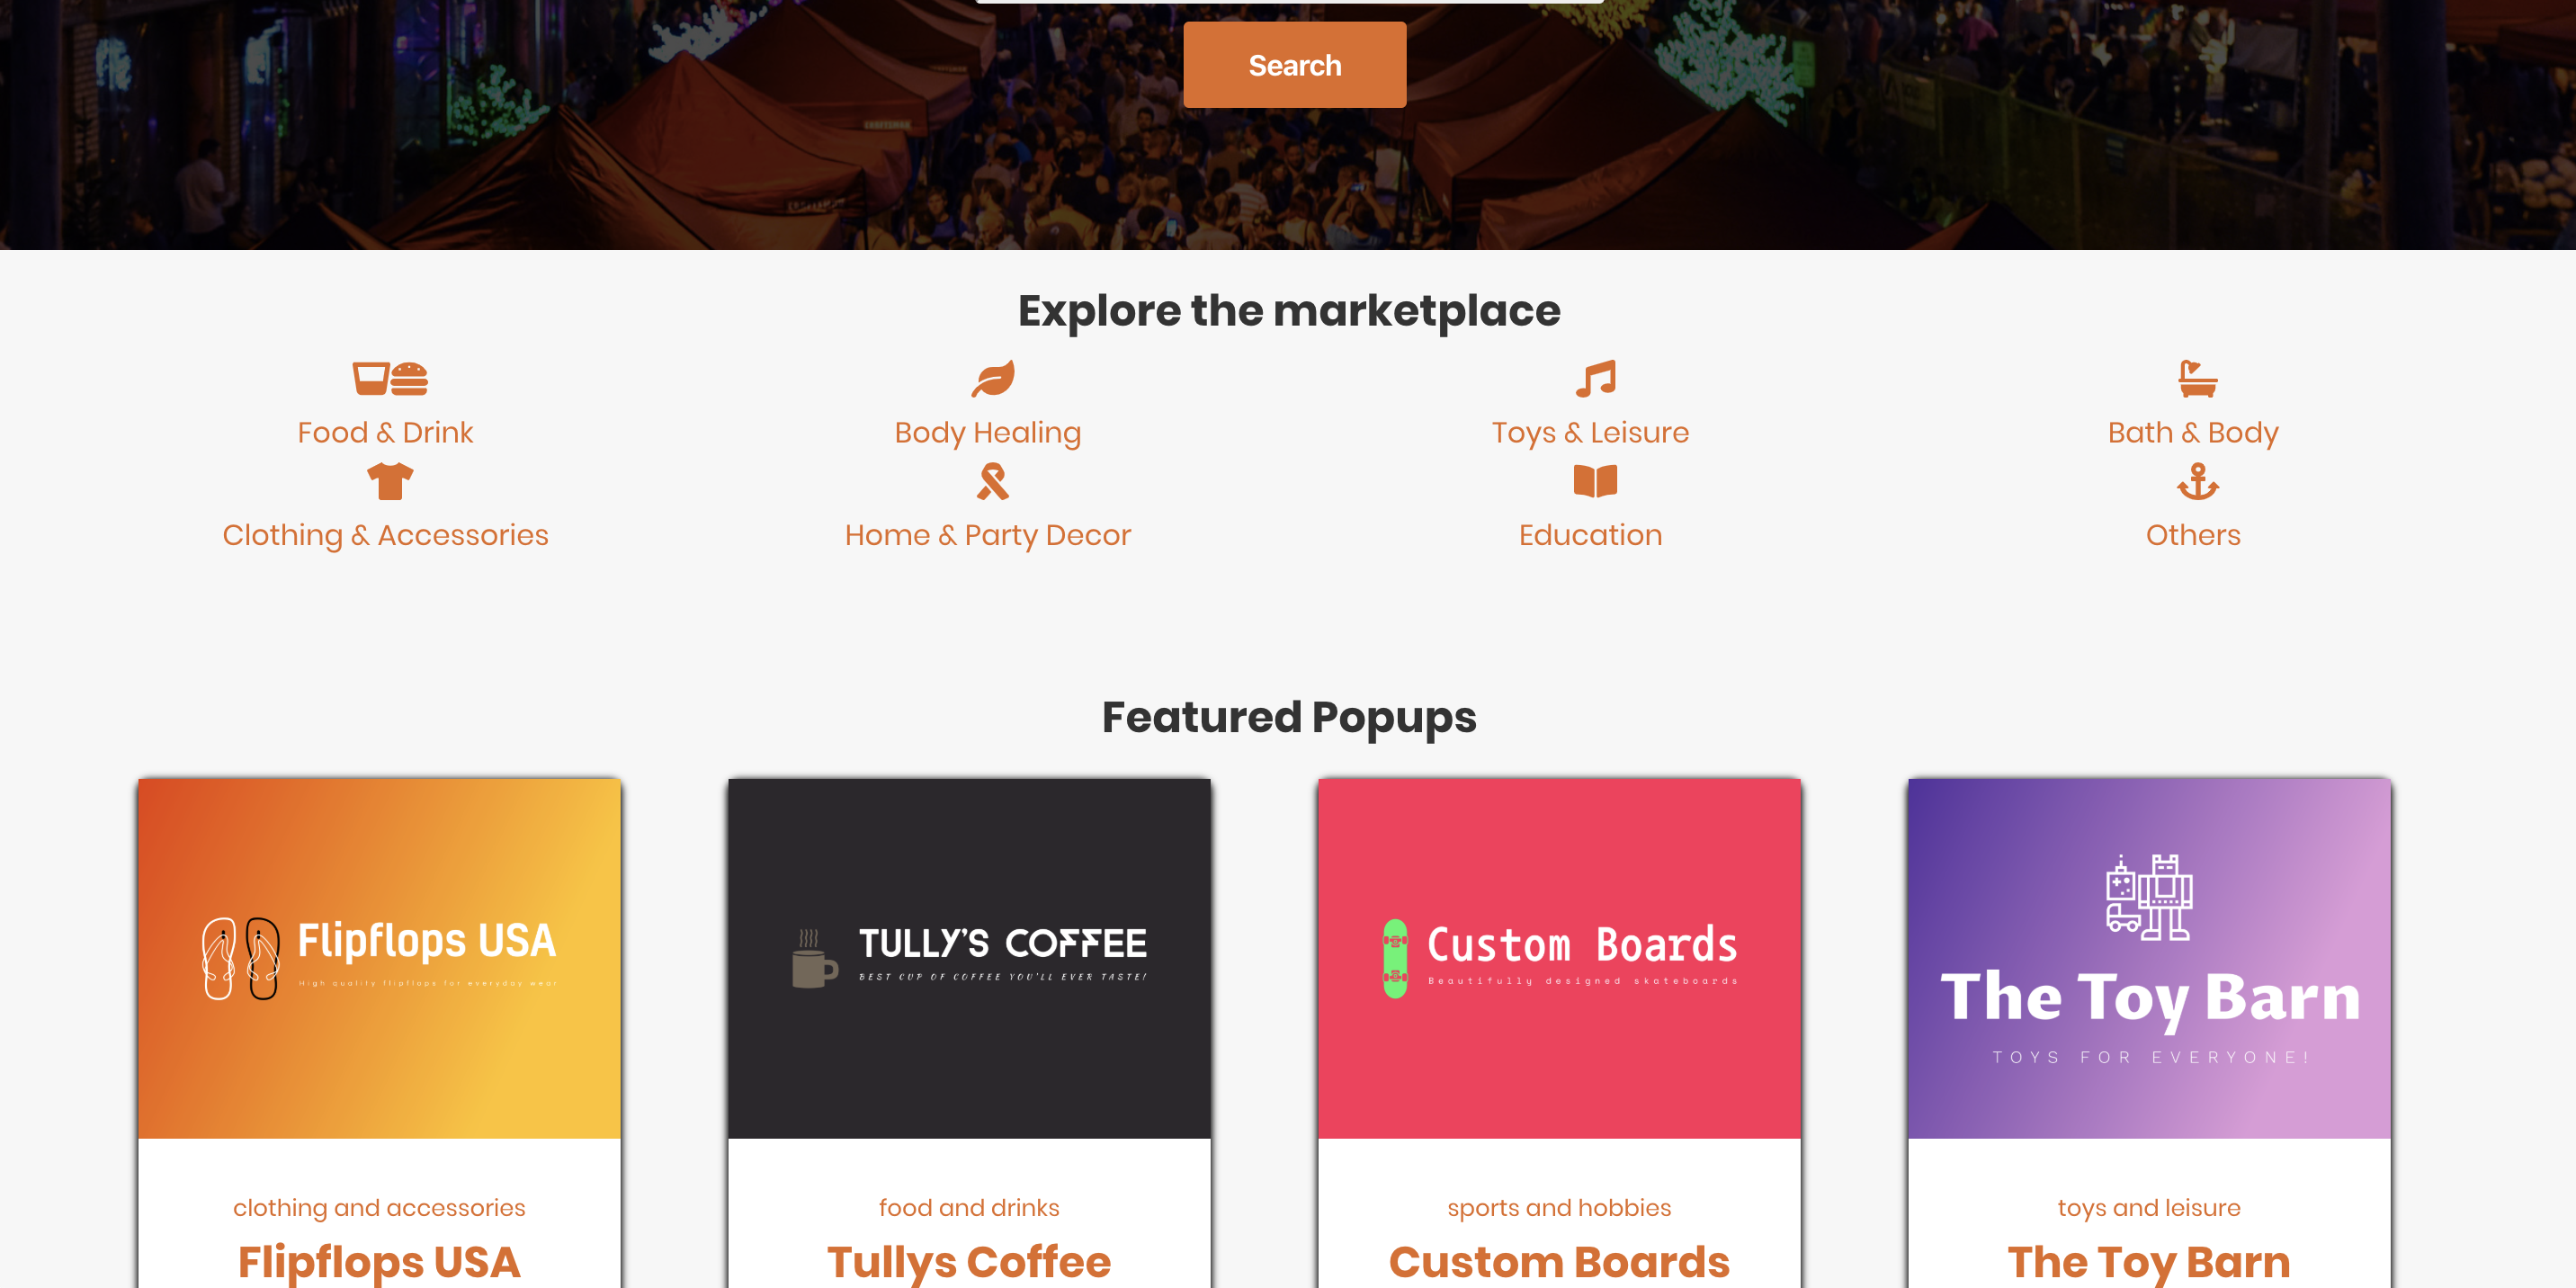 Search
CRAFTSMAN
Explore the marketplace
Food & Drink
Body Healing
Toys & Leisure
Bath & Body
Clothing & Accessories
Home & Party Decor
Education
Others
Featured Popups
Flipflops USA
High quality flipflops for everyday wear
TULLY'S COFFEE
BEST CUP OF COFFEE YOU'LL EVER TASTE!
Custom Boards
Beautifully designed skateboards
The Toy Barn
TOYS FOR EVERYONE!
clothing and accessories
Flipflops USA
food and drinks
Tullys Coffee
sports and hobbies
Custom Boards
toys and leisure
The Toy Barn